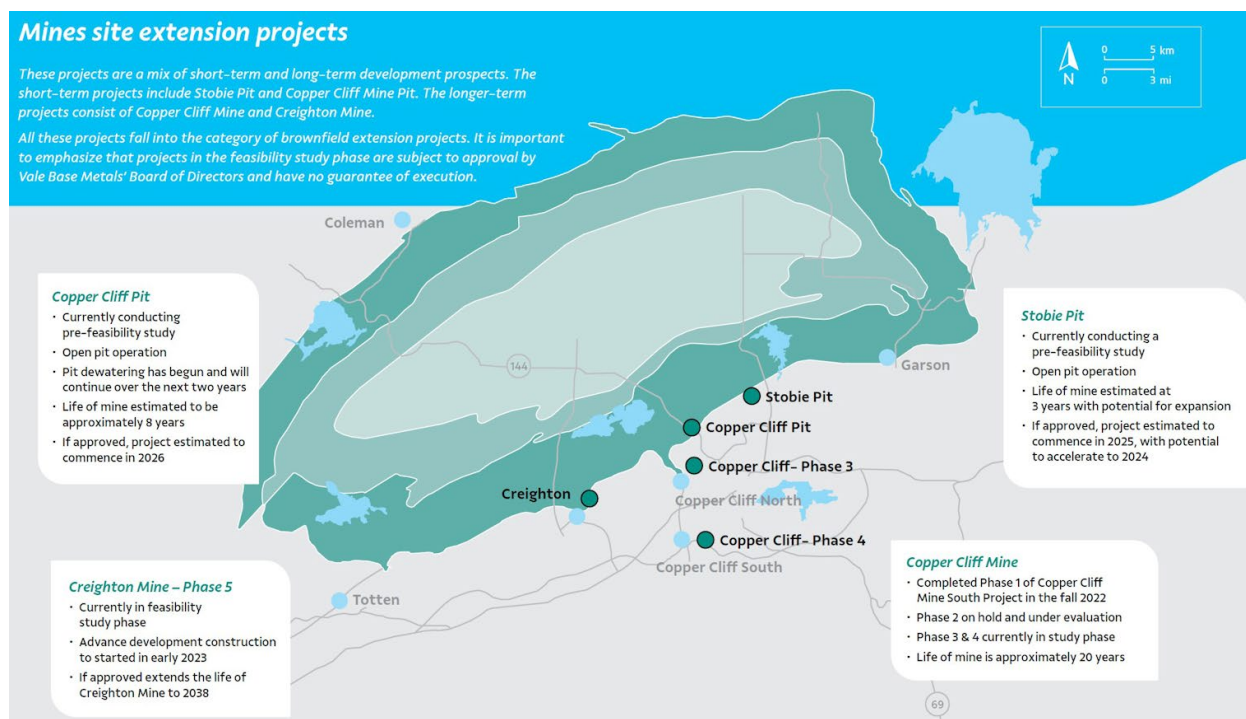 Mines site extension projects
These projects are a mix of short-term and long-term development prospects. The
short-term projects include Stobie Pit and Copper Cliff Mine Pit. The longer-term
projects consist of Copper Cliff Mine and Creighton Mine.
All these projects fall into the category of brownfield extension projects. It is important
to emphasize that projects in the feasibility study phase are subject to approval by
Vale Base Metals' Board of Directors and have no guarantee of execution.
N
0 5 km
0 3 mi
Coleman
Copper Cliff Pit
· Currently conducting
pre-feasibility study
· Open pit operation
· Pit dewatering has begun and will
continue over the next two years
· Life of mine estimated to be
approximately 8 years
· If approved, project estimated to
commence in 2026
144
Garson
Stobie Pit
Copper Cliff Pit
Copper Cliff- Phase 3
Copper Cliff North
Creighton
Copper Cliff- Phase 4
Copper Cliff South
Totten
Stobie Pit
· Currently conducting a
pre-feasibility study
· Open pit operation
· Life of mine estimated at
3 years with potential for expansion
· If approved, project estimated to
commence in 2025, with potential
to accelerate to 2024
Creighton Mine – Phase 5
· Currently in feasibility
study phase
· Advance development construction
to started in early 2023
· If approved extends the life of
Creighton Mine to 2038
Copper Cliff Mine
· Completed Phase 1 of Copper Cliff
Mine South Project in the fall 2022
· Phase 2 on hold and under evaluation
· Phase 3 & 4 currently in study phase
· Life of mine is approximately 20 years
69